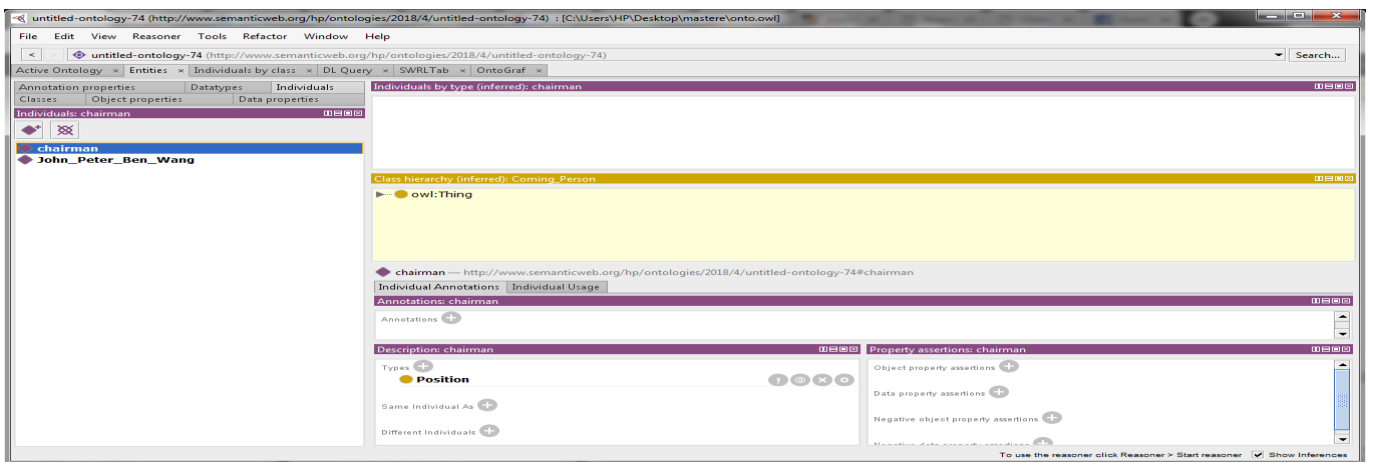 untitled-ontology-74 (http://www.semanticweb.org/hp/ontologies/2018/4/untitled-ontology-74) : [C:\Users\HP\Desktop\mastere\onto.owl]
File Edit View Reasoner Tools Refactor Window Help
< untitled-ontology-74 (http://www.semanticweb.org/hp/ontologies/2018/4/untitled-ontology-74) Search...
Active Ontology × Entities × Individuals by class × DL Query × SWRLTab × OntoGraf ×
Annotation properties Datatypes Individuals
Classes Object properties Data properties
Individuals: chairman
chairman
John_Peter_Ben_Wang
Individuals by type (inferred): chairman
Class hierarchy (inferred): Coming_Person
owl:Thing
chairman — http://www.semanticweb.org/hp/ontologies/2018/4/untitled-ontology-74#chairman
Individual Annotations Individual Usage
Annotations: chairman
Annotations
Description: chairman
Types
Position
Same Individual As
Different Individuals
Property assertions: chairman
Object property assertions
Data property assertions
Negative object property assertions
Negative data property assertions
To use the reasoner click Reasoner > Start reasoner Show Inferences